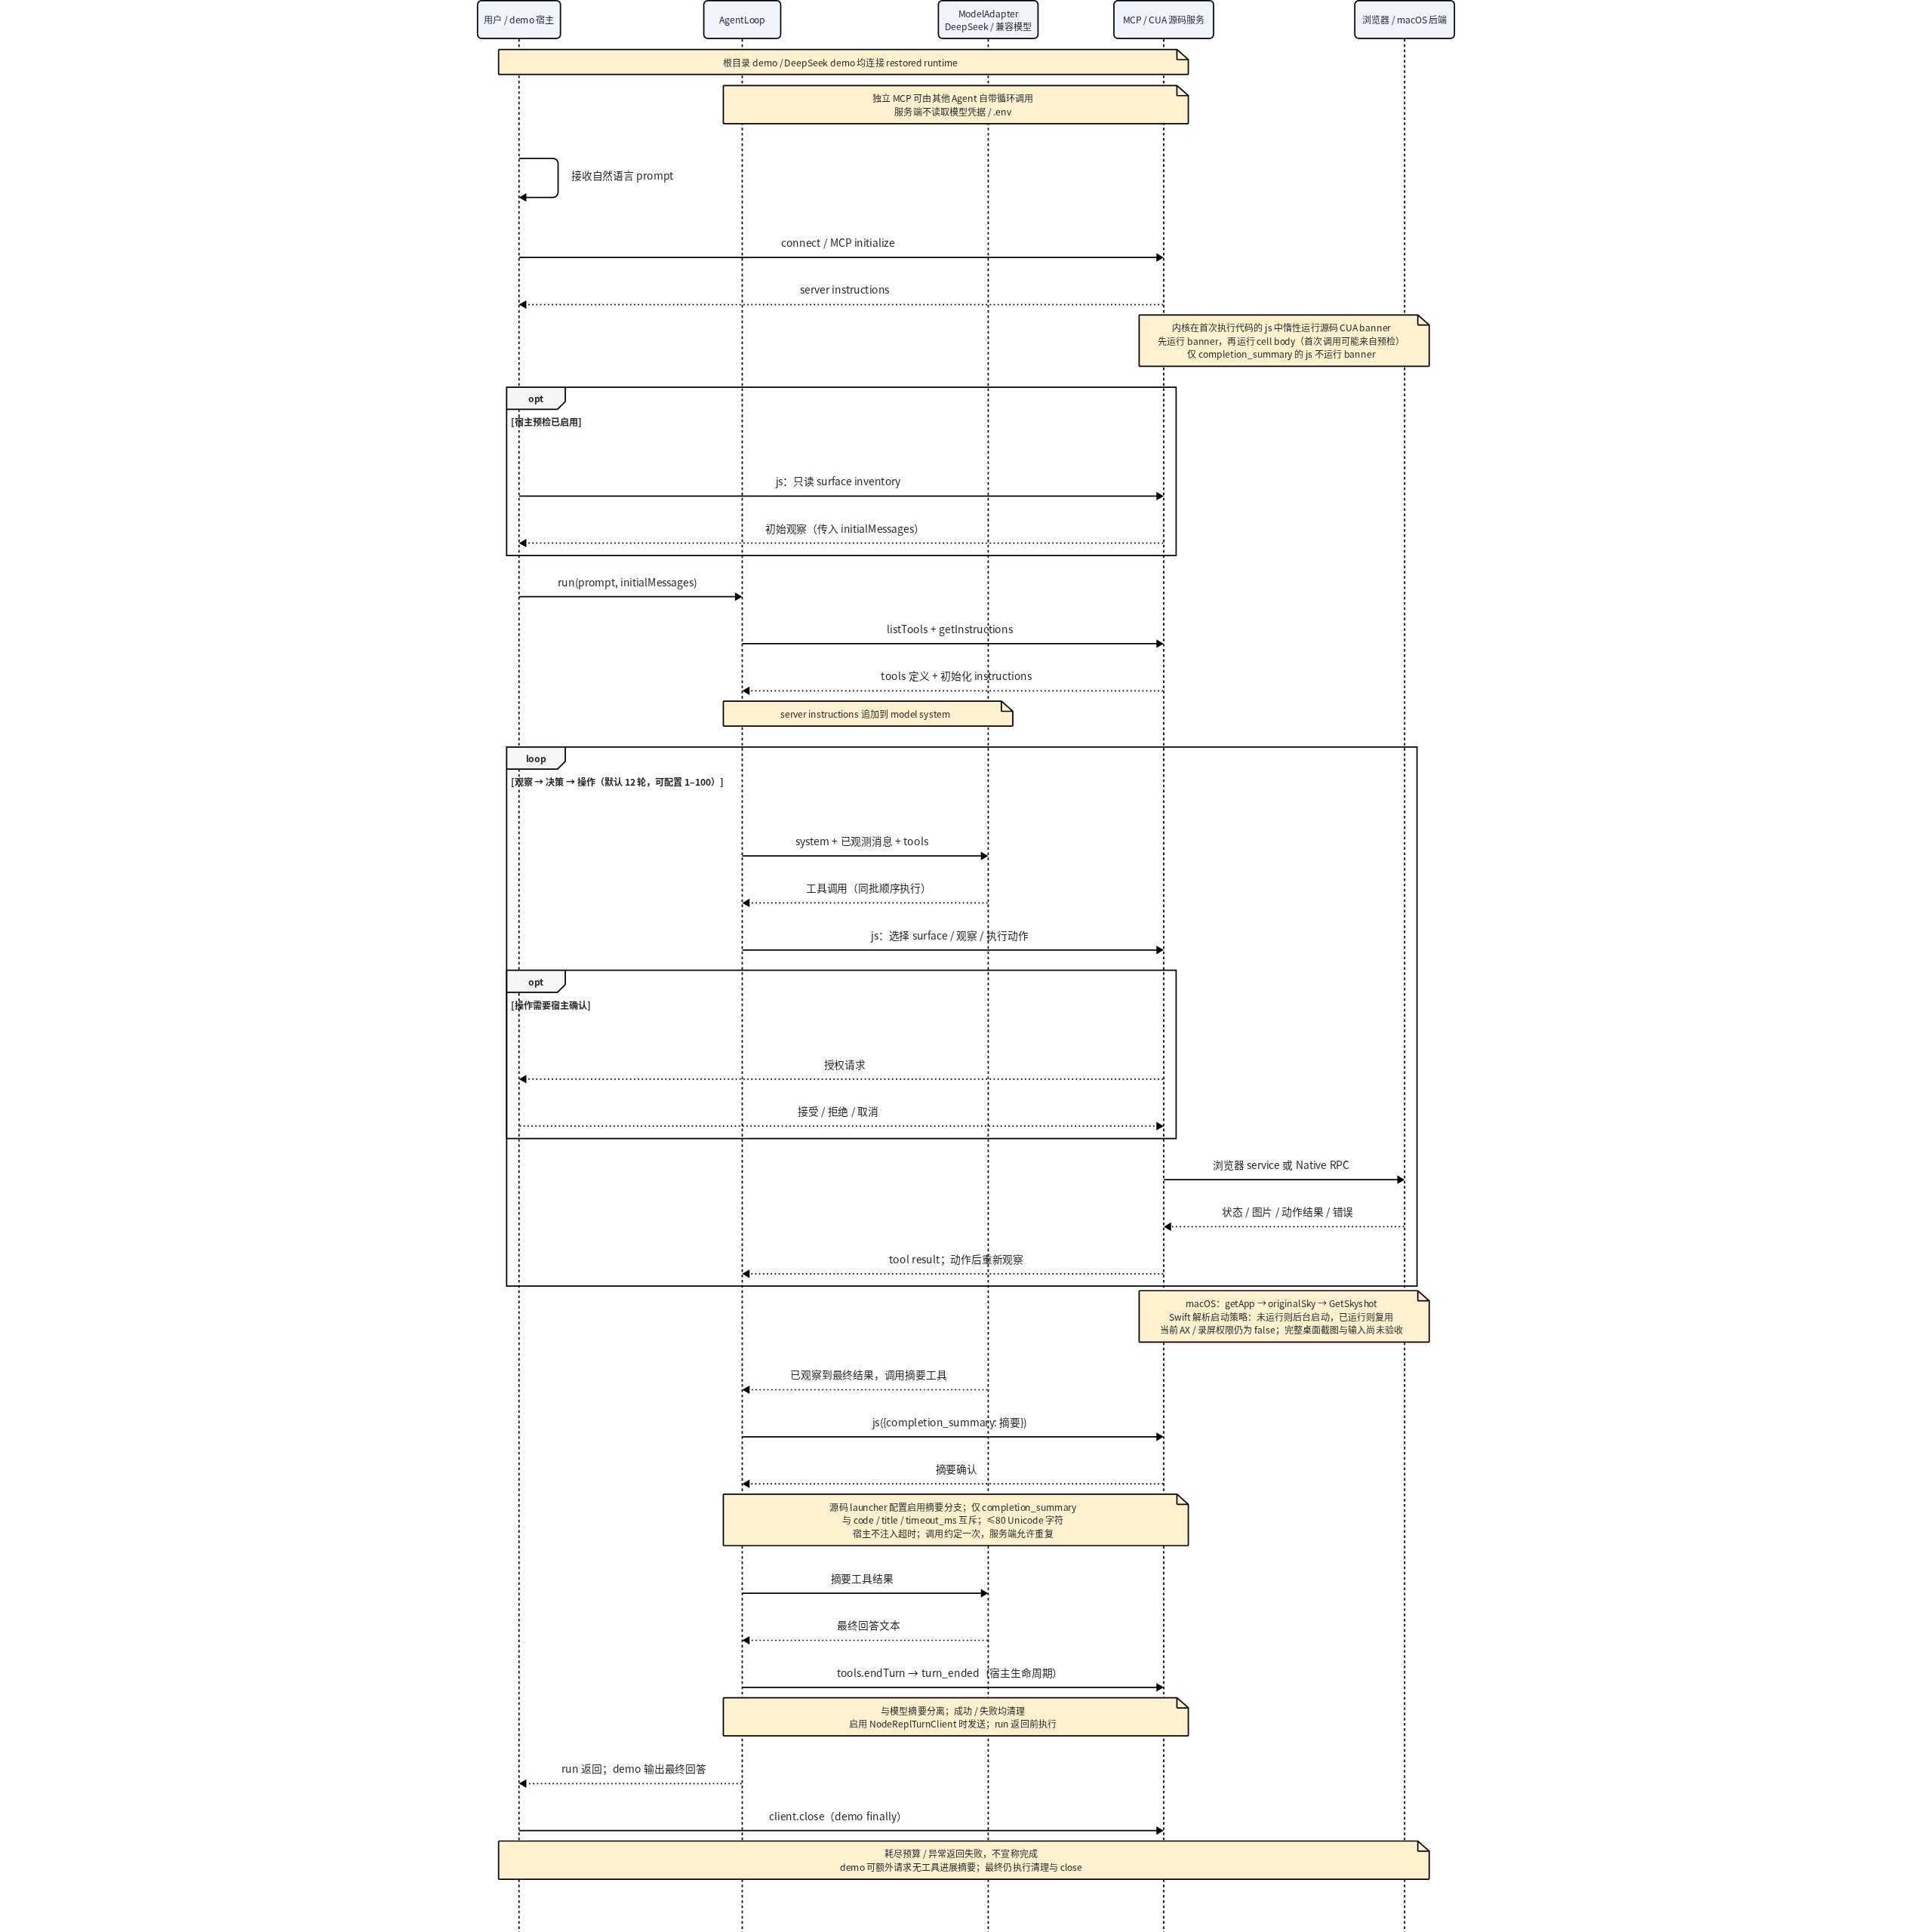 用户 / demo 宿主
AgentLoop
ModelAdapter
DeepSeek / 兼容模型
MCP / CUA 源码服务
浏览器 / macOS 后端
根目录 demo / DeepSeek demo 均连接 restored runtime
独立 MCP 可由其他 Agent 自带循环调用
服务端不读取模型凭据 / .env
接收自然语言 prompt
connect / MCP initialize
server instructions
内核在首次执行代码的 js 中惰性运行源码 CUA banner
先运行 banner，再运行 cell body（首次调用可能来自预检）
仅 completion_summary 的 js 不运行 banner
opt
[宿主预检已启用]
js：只读 surface inventory
初始观察（传入 initialMessages）
run(prompt, initialMessages)
listTools + getInstructions
tools 定义 + 初始化 instructions
server instructions 追加到 model system
loop
[观察 → 决策 → 操作（默认 12 轮，可配置 1–100）]
system + 已观测消息 + tools
工具调用（同批顺序执行）
js：选择 surface / 观察 / 执行动作
opt
[操作需要宿主确认]
授权请求
接受 / 拒绝 / 取消
浏览器 service 或 Native RPC
状态 / 图片 / 动作结果 / 错误
tool result；动作后重新观察
macOS：getApp → originalSky → GetSkyshot
Swift 解析启动策略：未运行则后台启动，已运行则复用
当前 AX / 录屏权限仍为 false；完整桌面截图与输入尚未验收
已观察到最终结果，调用摘要工具
js({completion_summary: 摘要})
摘要确认
源码 launcher 配置启用摘要分支；仅 completion_summary
与 code / title / timeout_ms 互斥；≤80 Unicode 字符
宿主不注入超时；调用约定一次，服务端允许重复
摘要工具结果
最终回答文本
tools.endTurn → turn_ended（宿主生命周期）
与模型摘要分离；成功 / 失败均清理
启用 NodeReplTurnClient 时发送；run 返回前执行
run 返回；demo 输出最终回答
client.close（demo finally）
耗尽预算 / 异常返回失败，不宣称完成
demo 可额外请求无工具进展摘要；最终仍执行清理与 close